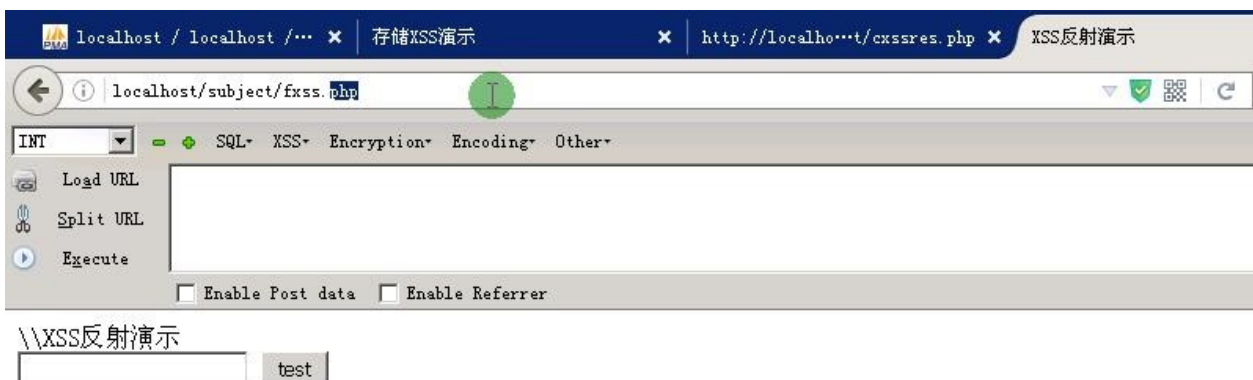 PMA localhost / localhost /… × 存储XSS演示 × http://localho…t/cxssres.php × XSS反射演示
localhost/subject/fxss.php
INT SQL XSS Encryption Encoding Other
Load URL
Split URL
Execute
Enable Post data Enable Referrer
\\XSS反射演示
test